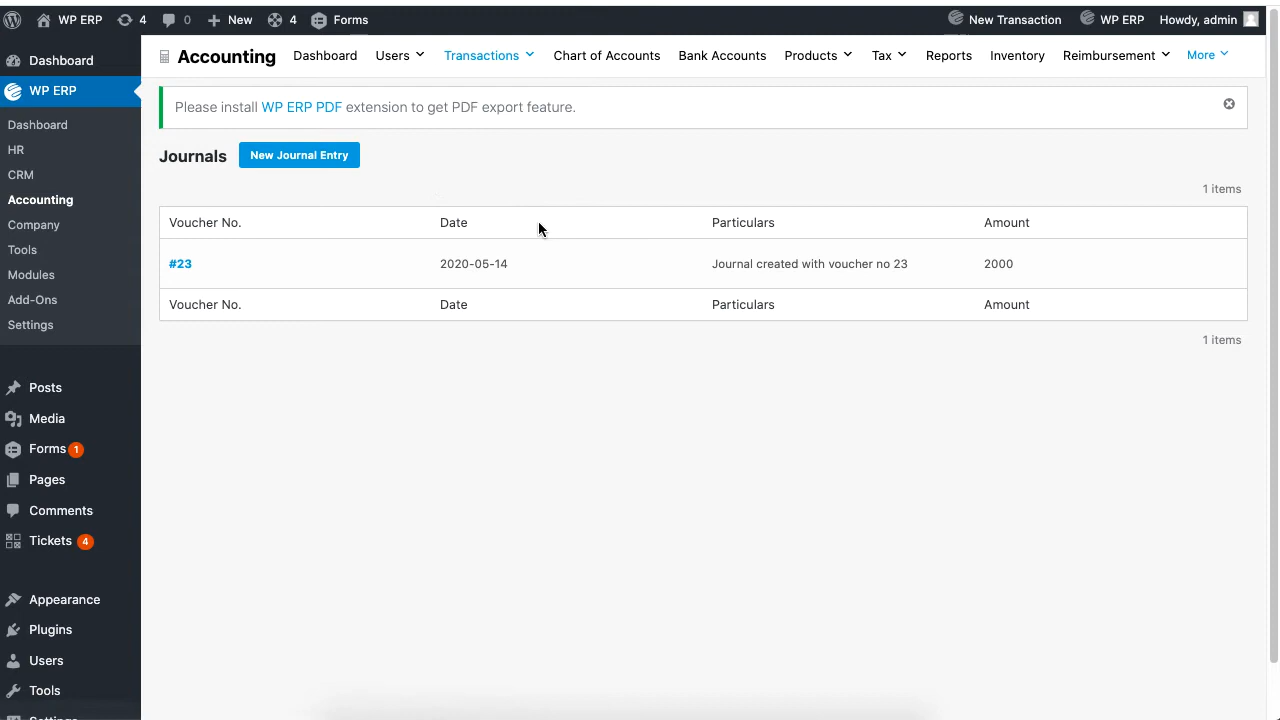 WP ERP 4 0 New 4 Forms New Transaction WP ERP Howdy, admin
Dashboard
WP ERP
Dashboard
HR
CRM
Accounting
Company
Tools
Modules
Add-Ons
Settings
Posts
Media
Forms 1
Pages
Comments
Tickets 4
Appearance
Plugins
Users
Tools
Settings
Accounting Dashboard Users Transactions Chart of Accounts Bank Accounts Products Tax Reports Inventory Reimbursement More
Please install WP ERP PDF extension to get PDF export feature.
Journals New Journal Entry
1 items
Voucher No. Date Particulars Amount
#23 2020-05-14 Journal created with voucher no 23 2000
Voucher No. Date Particulars Amount
1 items